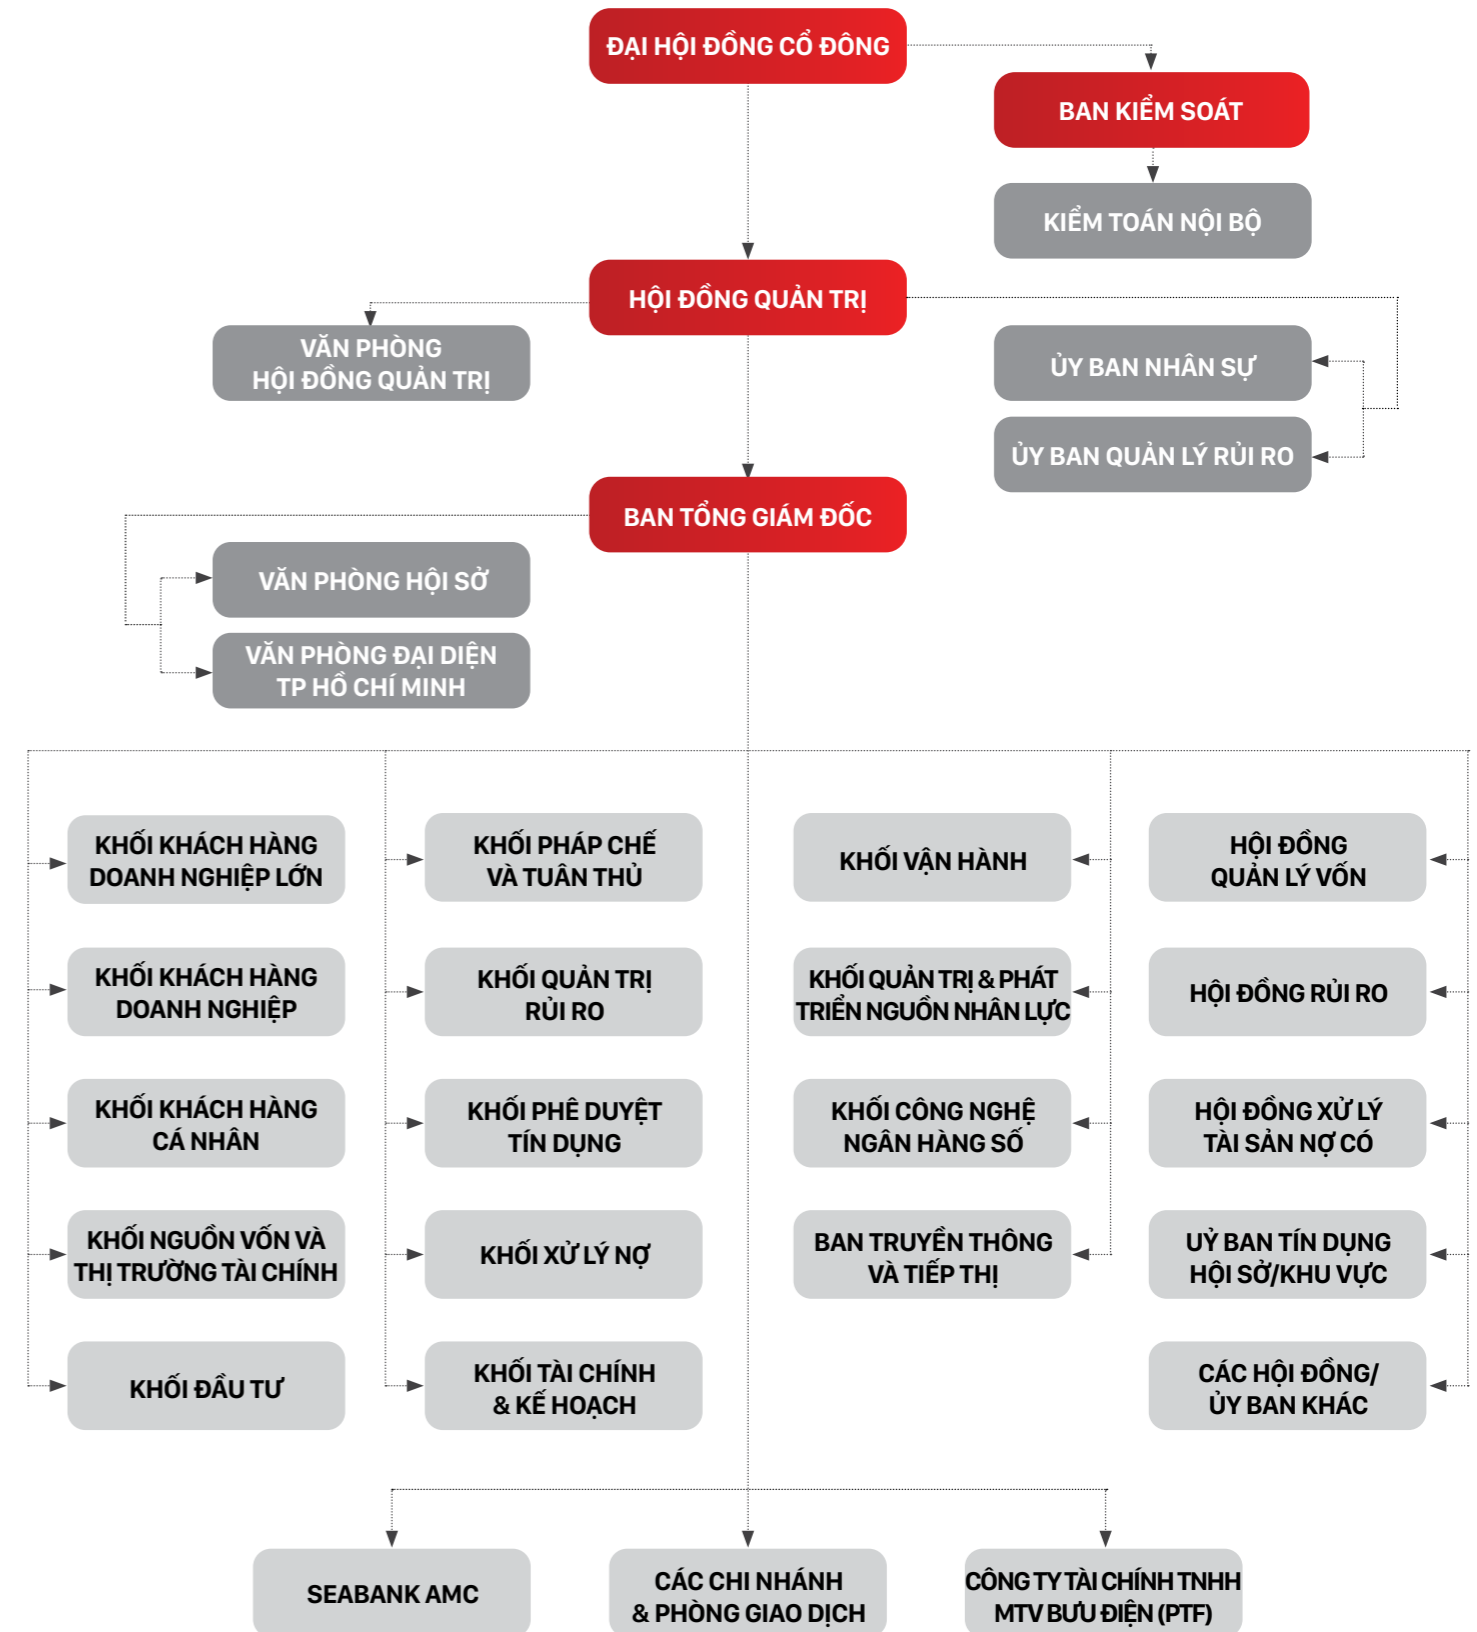 ĐẠI HỘI ĐỒNG CỔ ĐÔNG
BAN KIỂM SOÁT
KIỂM TOÁN NỘI BỘ
HỘI ĐỒNG QUẢN TRỊ
VĂN PHÒNG
HỘI ĐỒNG QUẢN TRỊ
ỦY BAN NHÂN SỰ
ỦY BAN QUẢN LÝ RỦI RO
BAN TỔNG GIÁM ĐỐC
VĂN PHÒNG HỘI SỞ
VĂN PHÒNG ĐẠI DIỆN
TP HỒ CHÍ MINH
KHỐI KHÁCH HÀNG
DOANH NGHIỆP LỚN
KHỐI PHÁP CHẾ
VÀ TUÂN THỦ
KHỐI VẬN HÀNH
HỘI ĐỒNG
QUẢN LÝ VỐN
KHỐI KHÁCH HÀNG
DOANH NGHIỆP
KHỐI QUẢN TRỊ
RỦI RO
KHỐI QUẢN TRỊ & PHÁT
TRIỂN NGUỒN NHÂN LỰC
HỘI ĐỒNG RỦI RO
KHỐI KHÁCH HÀNG
CÁ NHÂN
KHỐI PHÊ DUYỆT
TÍN DỤNG
KHỐI CÔNG NGHỆ
NGÂN HÀNG SỐ
HỘI ĐỒNG XỬ LÝ
TÀI SẢN NỢ CÓ
KHỐI NGUỒN VỐN VÀ
THỊ TRƯỜNG TÀI CHÍNH
KHỐI XỬ LÝ NỢ
BAN TRUYỀN THÔNG
VÀ TIẾP THỊ
UỶ BAN TÍN DỤNG
HỘI SỞ/KHU VỰC
KHỐI ĐẦU TƯ
KHỐI TÀI CHÍNH
& KẾ HOẠCH
CÁC HỘI ĐỒNG/
ỦY BAN KHÁC
SEABANK AMC
CÁC CHI NHÁNH
& PHÒNG GIAO DỊCH
CÔNG TY TÀI CHÍNH TNHH
MTV BƯU ĐIỆN (PTF)